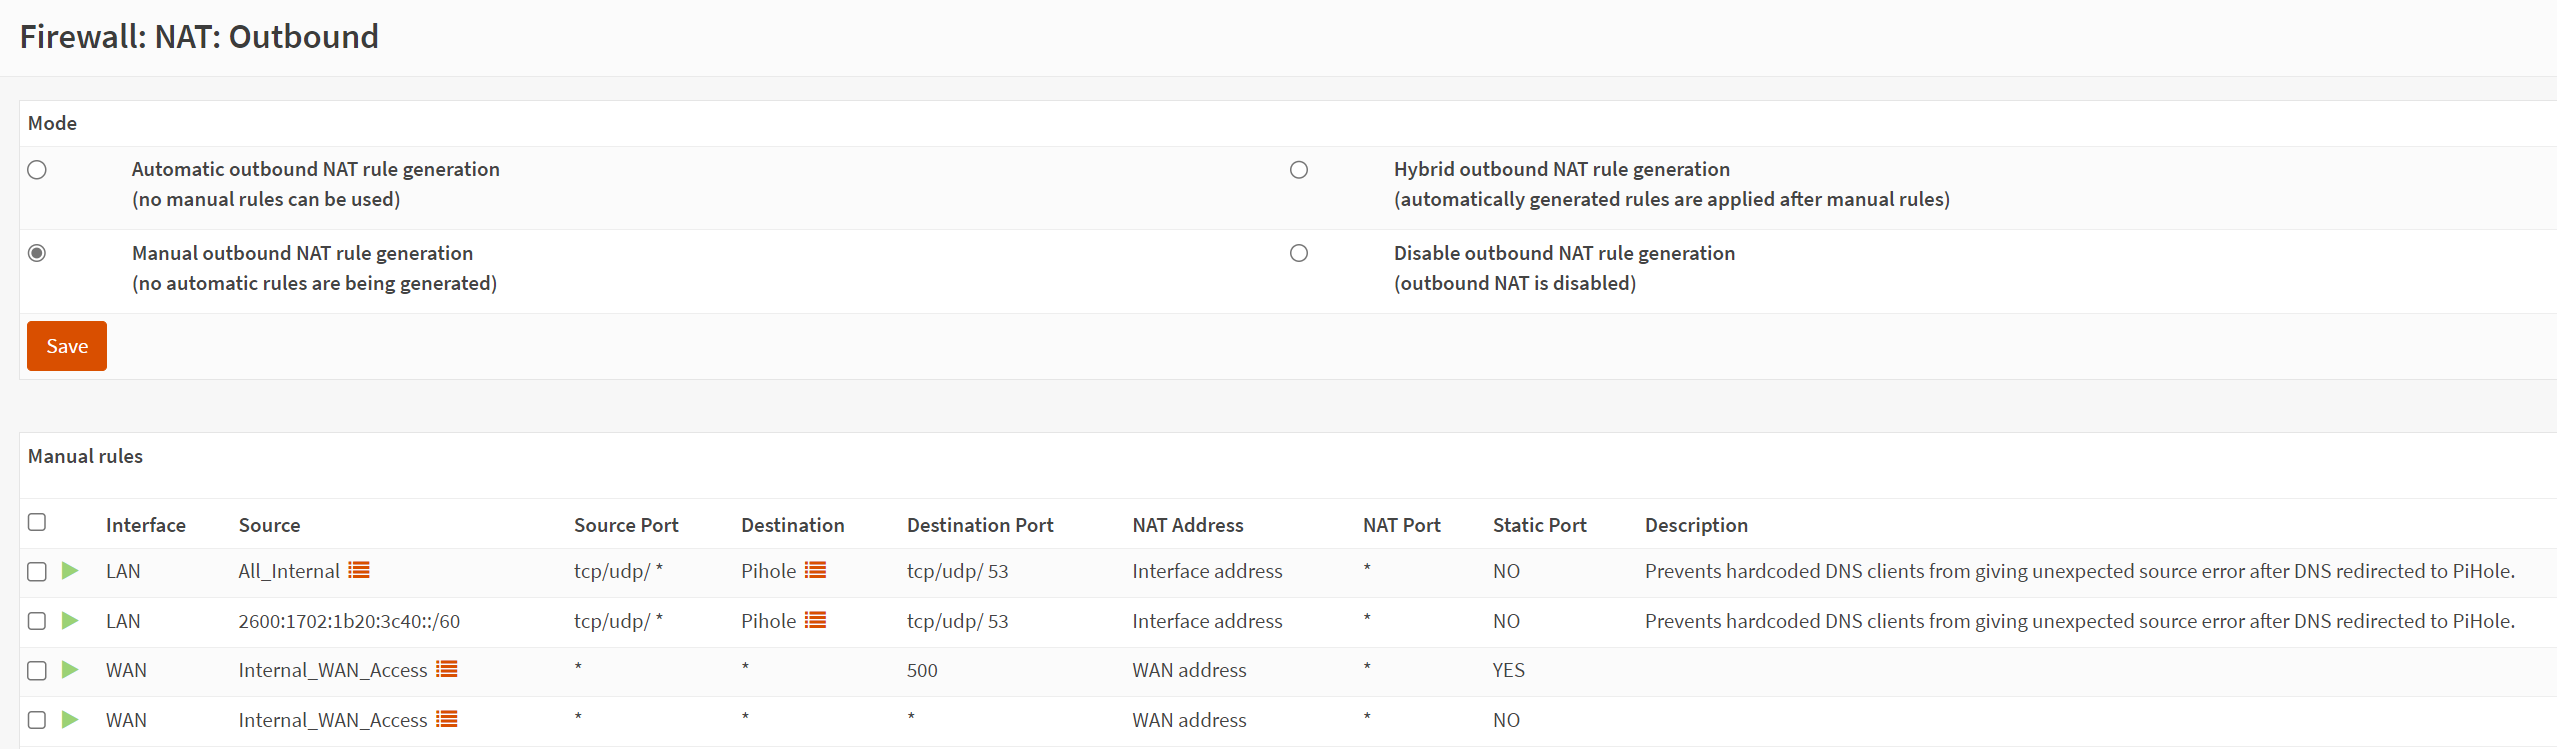 Firewall: NAT: Outbound
Mode
Automatic outbound NAT rule generation
(no manual rules can be used)
Hybrid outbound NAT rule generation
(automatically generated rules are applied after manual rules)
Manual outbound NAT rule generation
(no automatic rules are being generated)
Disable outbound NAT rule generation
(outbound NAT is disabled)
Save
Manual rules
Interface Source Source Port Destination Destination Port NAT Address NAT Port Static Port Description
LAN All_Internal tcp/udp/ * Pihole tcp/udp/ 53 Interface address * NO Prevents hardcoded DNS clients from giving unexpected source error after DNS redirected to PiHole.
LAN 2600:1702:1b20:3c40::/60 tcp/udp/ * Pihole tcp/udp/ 53 Interface address * NO Prevents hardcoded DNS clients from giving unexpected source error after DNS redirected to PiHole.
WAN Internal_WAN_Access * * 500 WAN address * YES
WAN Internal_WAN_Access * * * WAN address * NO